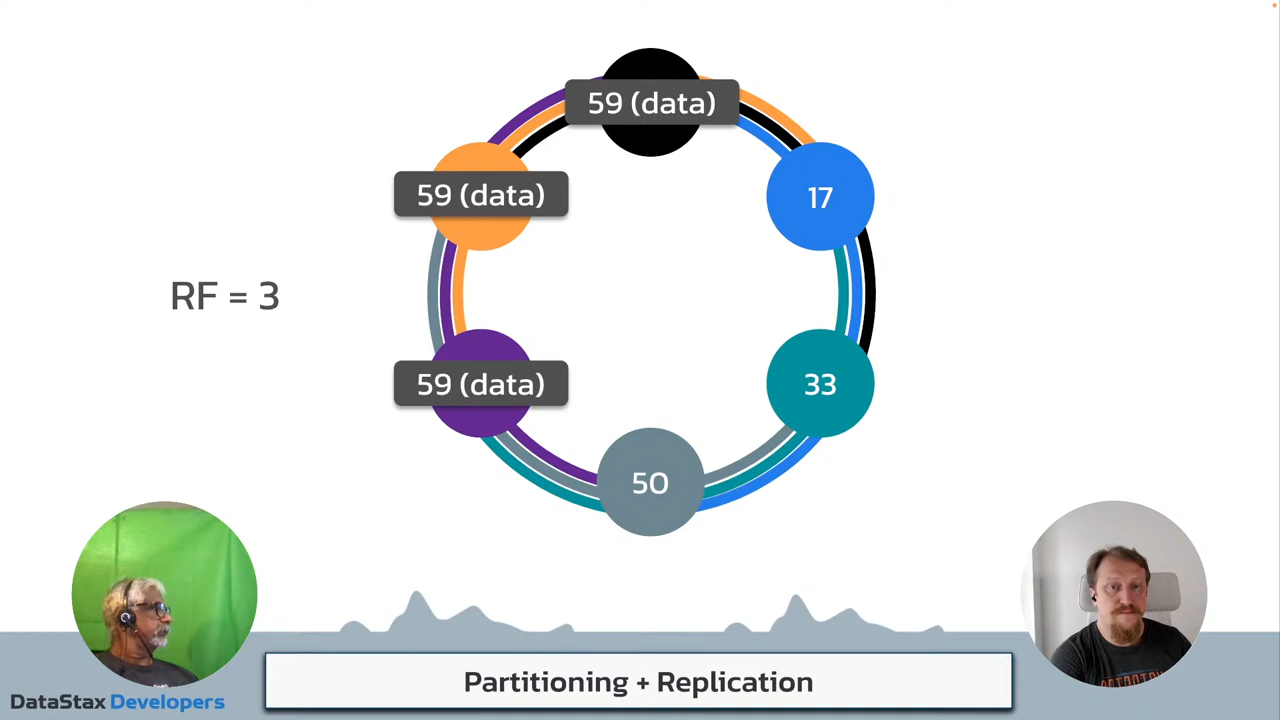 59 (data)
59 (data)
17
RF = 3
59 (data)
33
50
Partitioning + Replication
DataStax Developers